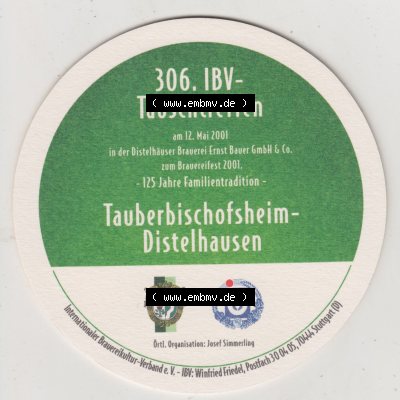 306. IBV-
Tauschtreffen
( www.embmv.de )
am 12. Mai 2001
in der Distelhäuser Brauerei Ernst Bauer GmbH & Co.
zum Brauereifest 2001.
- 125 Jahre Familientradition -
Tauberbischofsheim-
Distelhausen
( www.embmv.de )
Örtl. Organisation: Josef Simmerling
Internationaler Brauereikultur-Verband e. V. - IBV: Winfried Friedel, Postfach 30 04 05, 70444 Stuttgart (D)